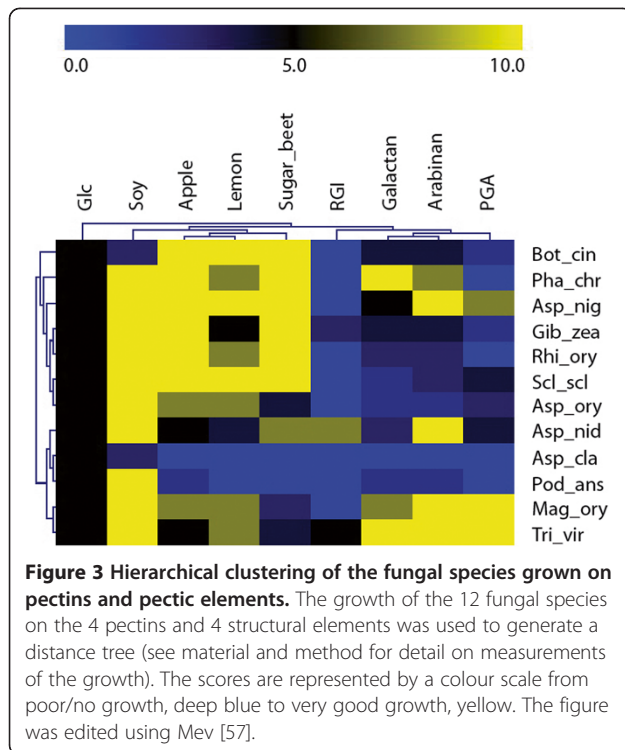 0.0 5.0 10.0
Glc Soy Apple Lemon Sugar_beet RGI Galactan Arabinan PGA
Bot_cin
Pha_chr
Asp_nig
Gib_zea
Rhi_ory
Scl_scl
Asp_ory
Asp_nid
Asp_cla
Pod_ans
Mag_ory
Tri_vir
Figure 3 Hierarchical clustering of the fungal species grown on
pectins and pectic elements. The growth of the 12 fungal species
on the 4 pectins and 4 structural elements was used to generate a
distance tree (see material and method for detail on measurements
of the growth). The scores are represented by a colour scale from
poor/no growth, deep blue to very good growth, yellow. The figure
was edited using Mev [57].